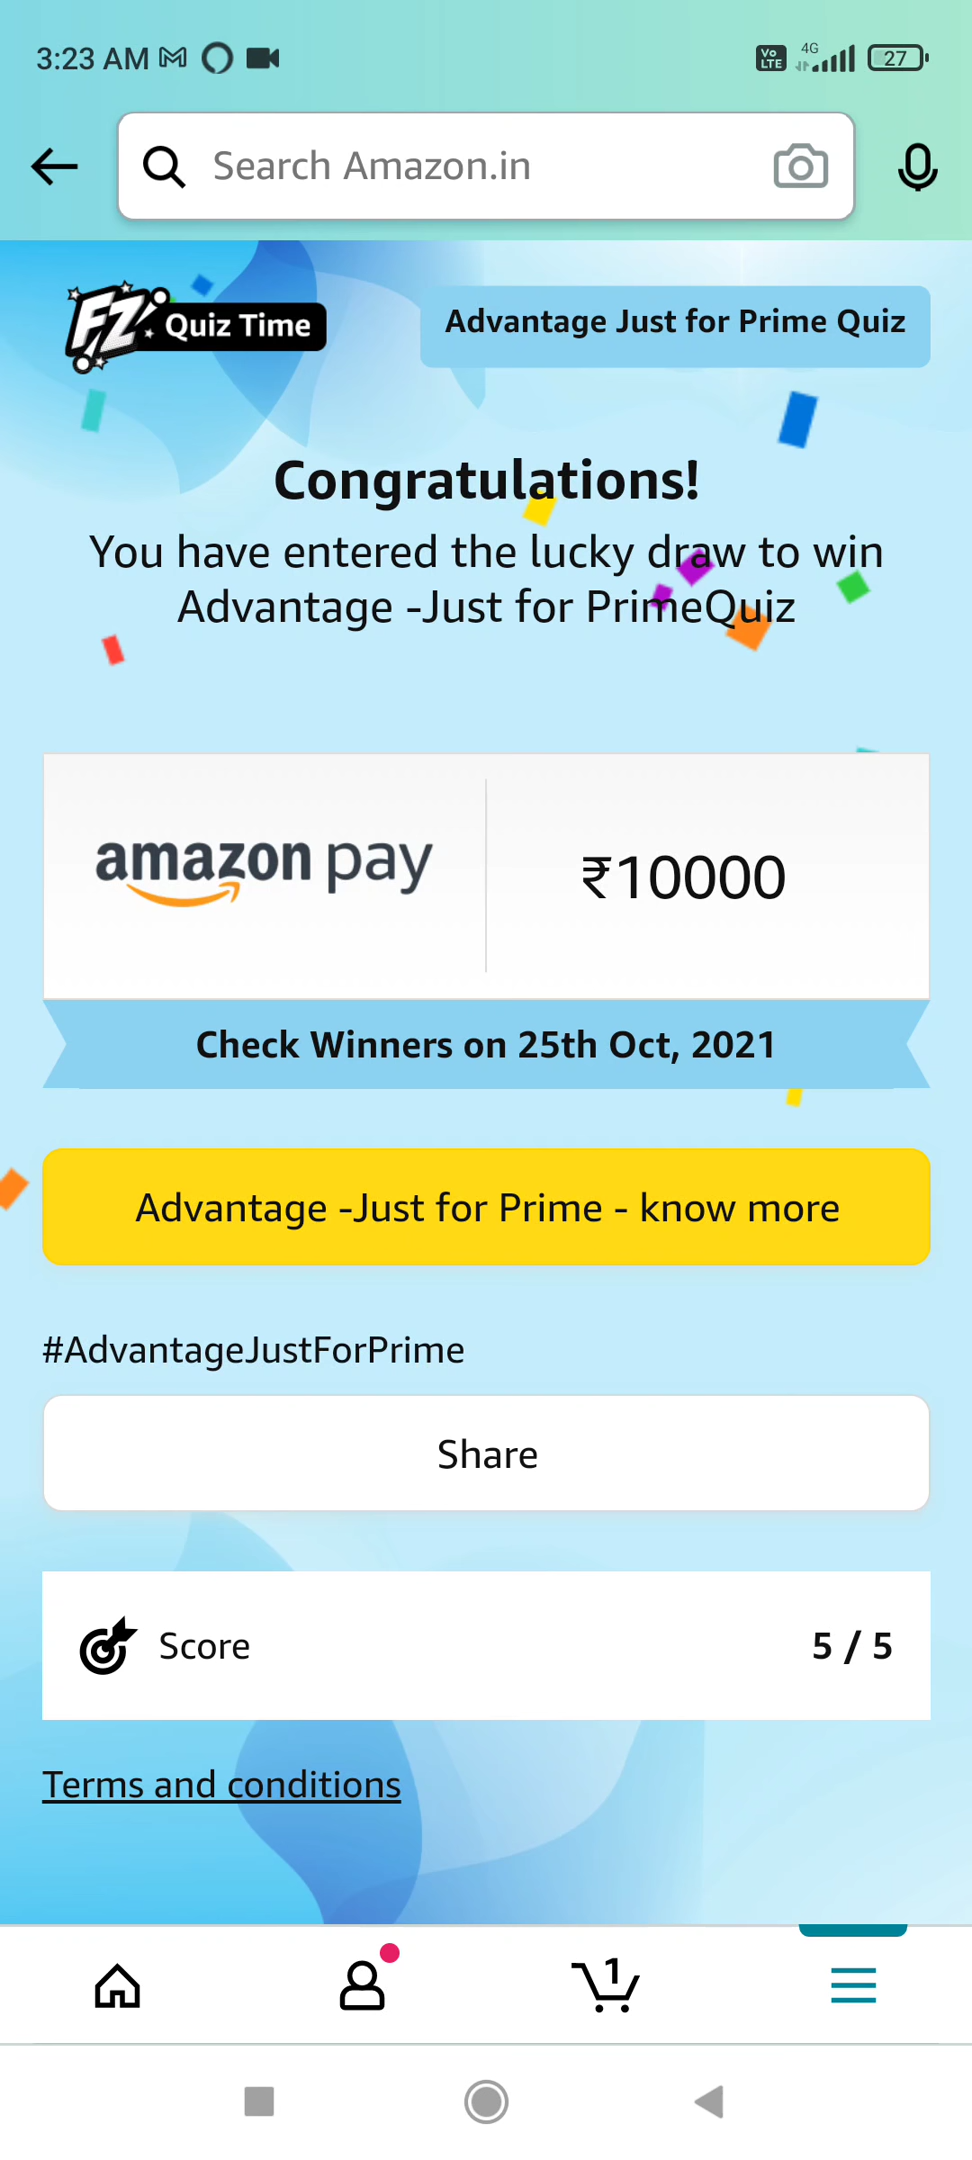 3:23 AM
Vo
LTE
4G
27
Search Amazon.in
FZ Quiz Time
Advantage Just for Prime Quiz
Congratulations!
You have entered the lucky draw to win
Advantage -Just for PrimeQuiz
amazon pay
₹10000
Check Winners on 25th Oct, 2021
Advantage -Just for Prime - know more
#AdvantageJustForPrime
Share
Score
5 / 5
Terms and conditions
1